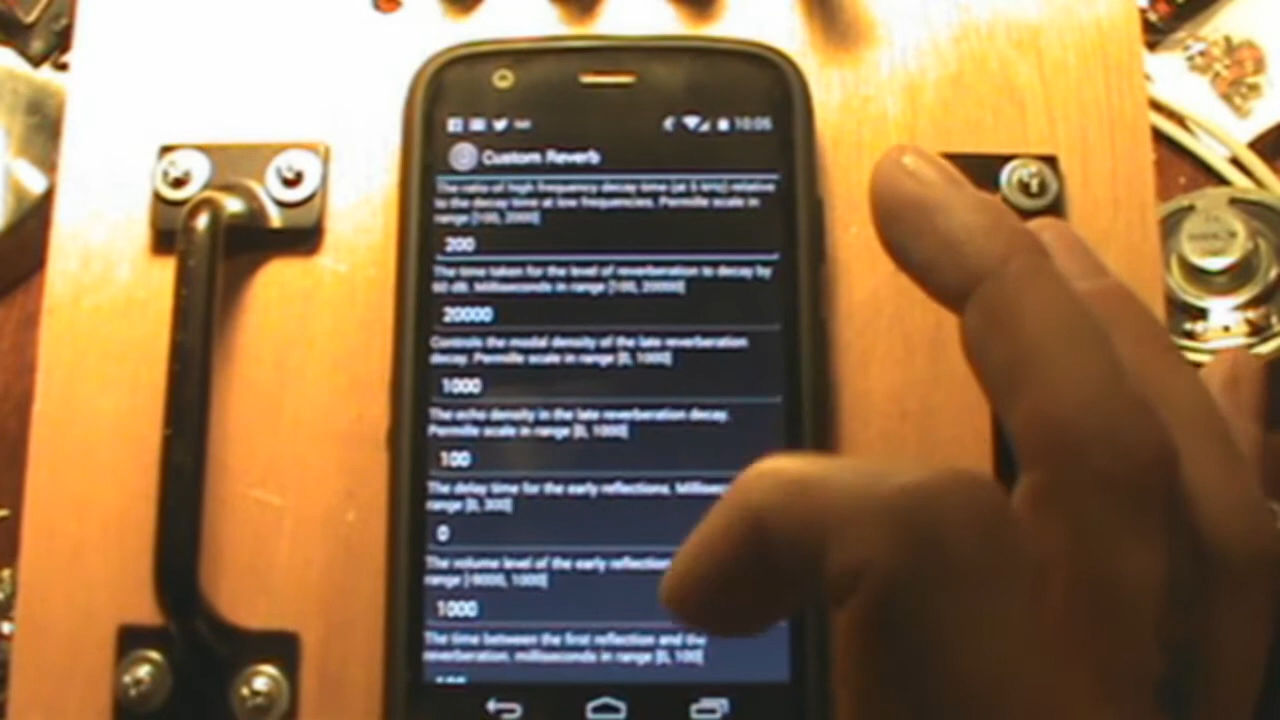 10:05
Custom Reverb
The ratio of high frequency decay time (at 5 kHz) relative
to the decay time at low frequencies. Permille scale in
range [100, 2000]
200
The time taken for the level of reverberation to decay by
60 dB. Milliseconds in range [100, 20000]
20000
Controls the modal density of the late reverberation
decay. Permille scale in range [0, 1000]
1000
The echo density in the late reverberation decay.
Permille scale in range [0, 1000]
100
The delay time for the early reflections.
range [0, 300]
0
The volume level of the early reflection
range [-9000, 1000]
1000
The time between the first reflection and the
reverberation. milliseconds in range [0, 100]